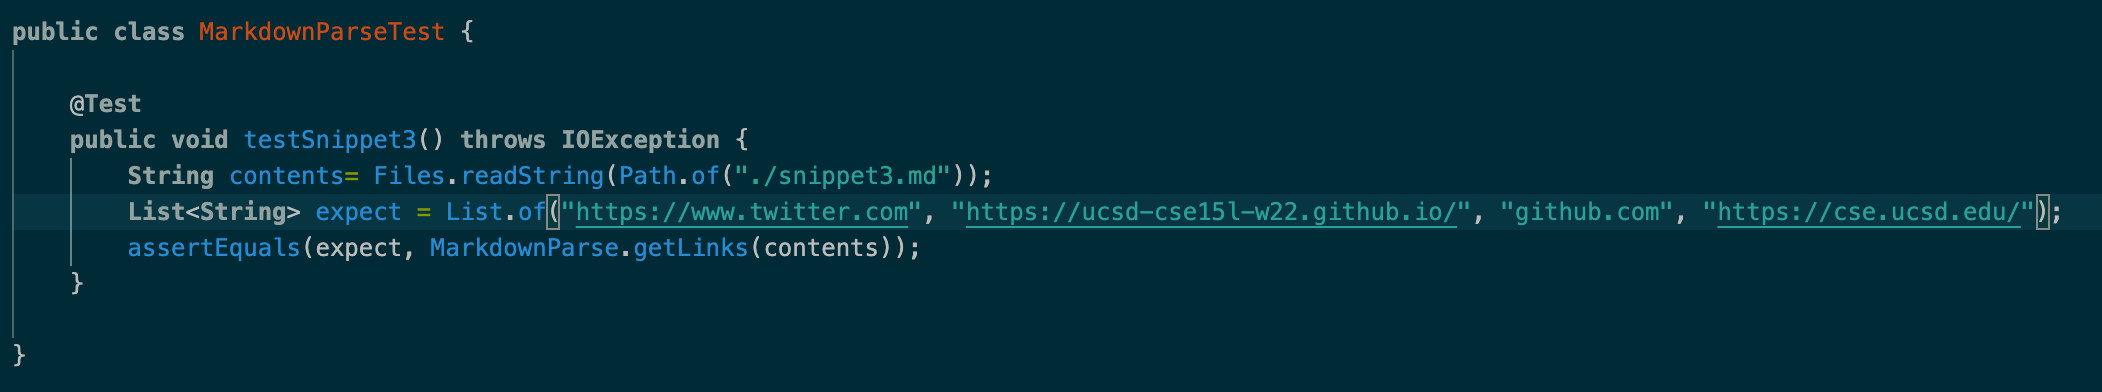 public class MarkdownParseTest {
@Test
public void testSnippet3() throws IOException {
String contents= Files.readString(Path.of("./snippet3.md"));
List<String> expect = List.of("https://www.twitter.com", "https://ucsd-cse15l-w22.github.io/", "github.com", "https://cse.ucsd.edu/");
assertEquals(expect, MarkdownParse.getLinks(contents));
}
}